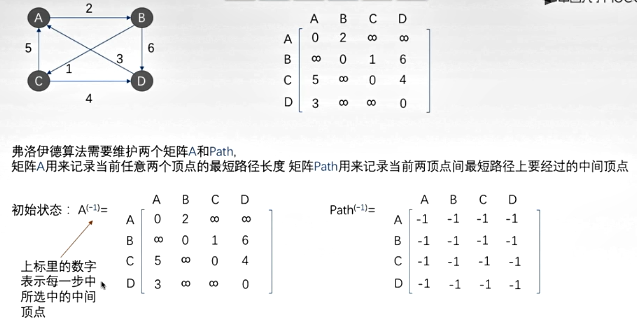 A 2 B
5 1 3 6
C D
4
A B C D
A 0 2 ∞ ∞
B ∞ 0 1 6
C 5 ∞ 0 4
D 3 ∞ ∞ 0
弗洛伊德算法需要维护两个矩阵A和Path,
矩阵A用来记录当前任意两个顶点的最短路径长度 矩阵Path用来记录当前两顶点间最短路径上要经过的中间顶点
初始状态：A(-1)=
A B C D
A 0 2 ∞ ∞
B ∞ 0 1 6
C 5 ∞ 0 4
D 3 ∞ ∞ 0
Path(-1)=
A B C D
A -1 -1 -1 -1
B -1 -1 -1 -1
C -1 -1 -1 -1
D -1 -1 -1 -1
上标里的数字
表示每一步中
所选中的中间
顶点